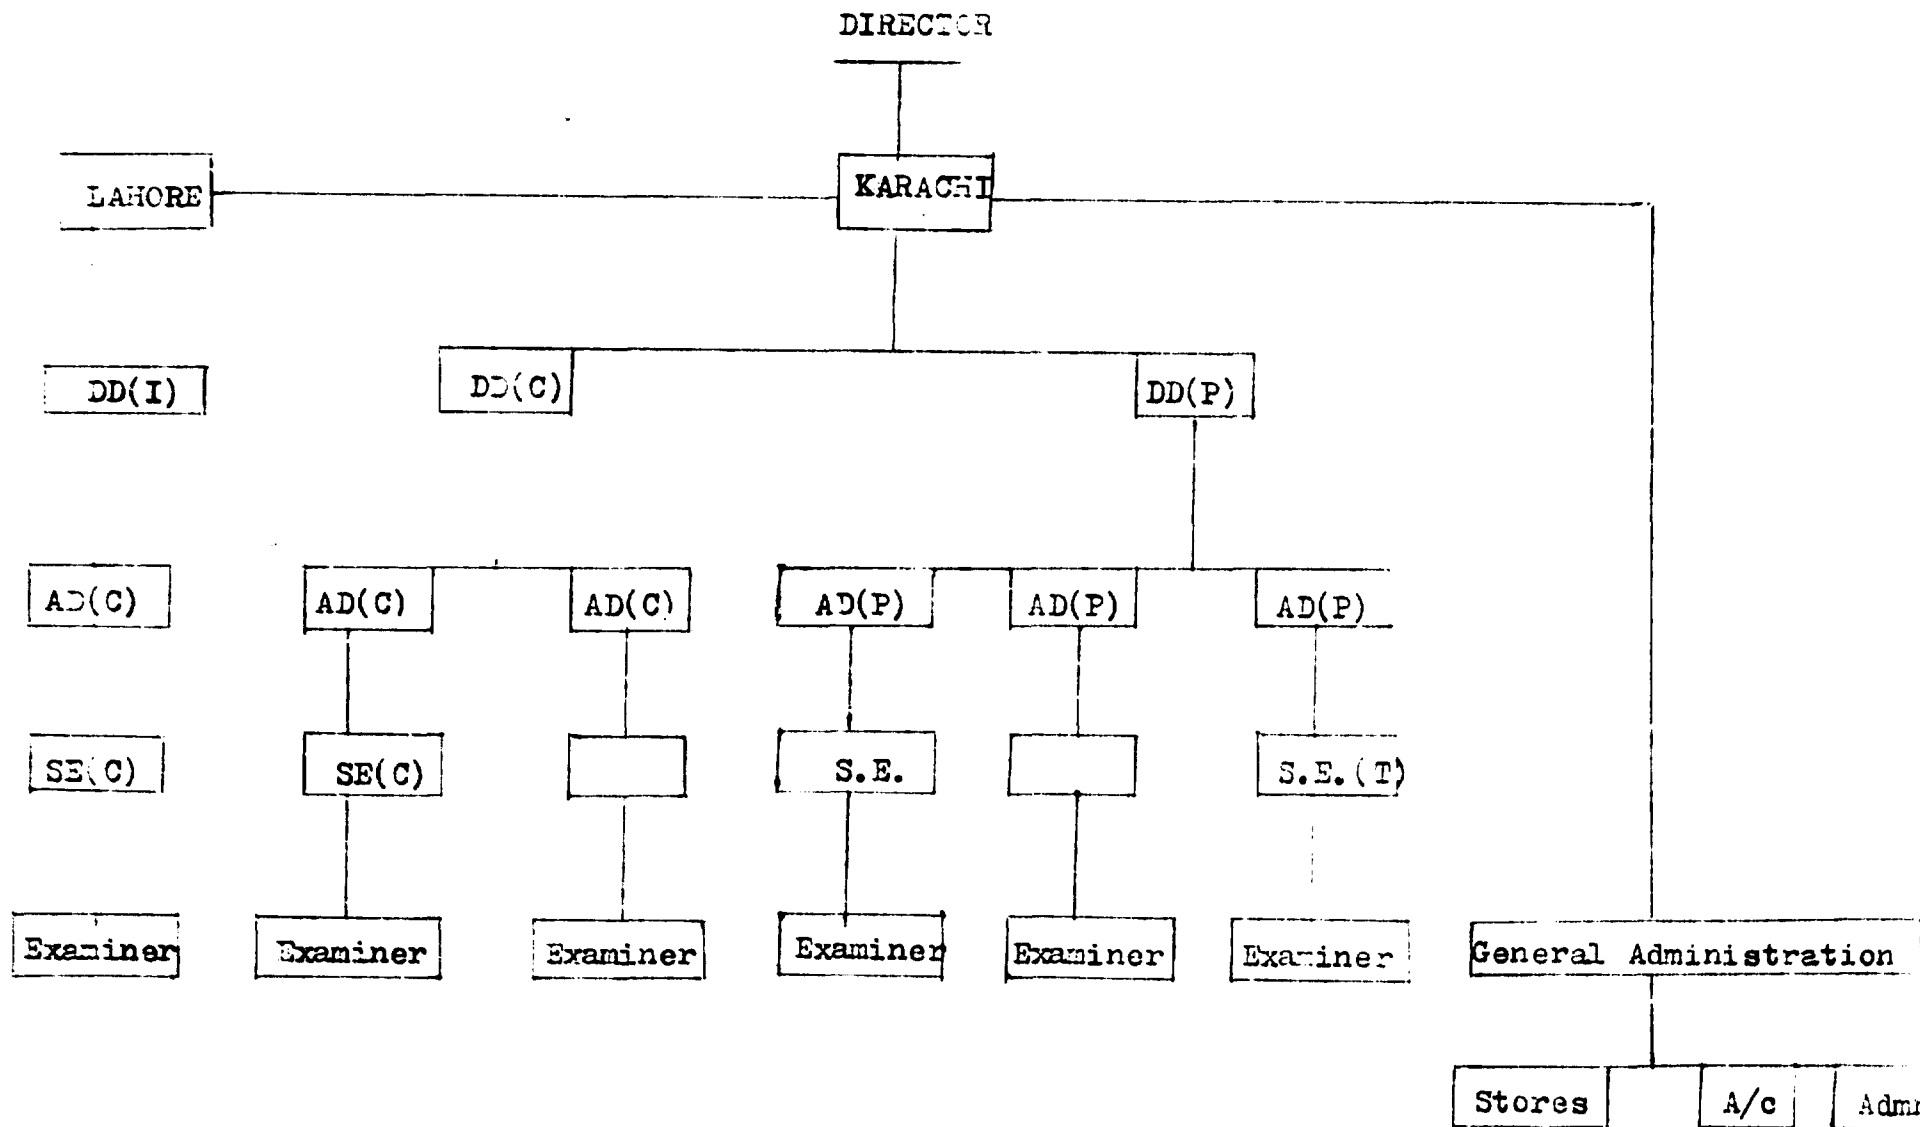 DIRECTOR
LAHORE KARACHI
DD(I) DD(C) DD(P)
AD(C) AD(C) AD(C) AD(P) AD(P) AD(P)
SE(C) SE(C) S.E. S.E.(T)
Examiner Examiner Examiner Examiner Examiner Examiner General Administration
Stores A/c